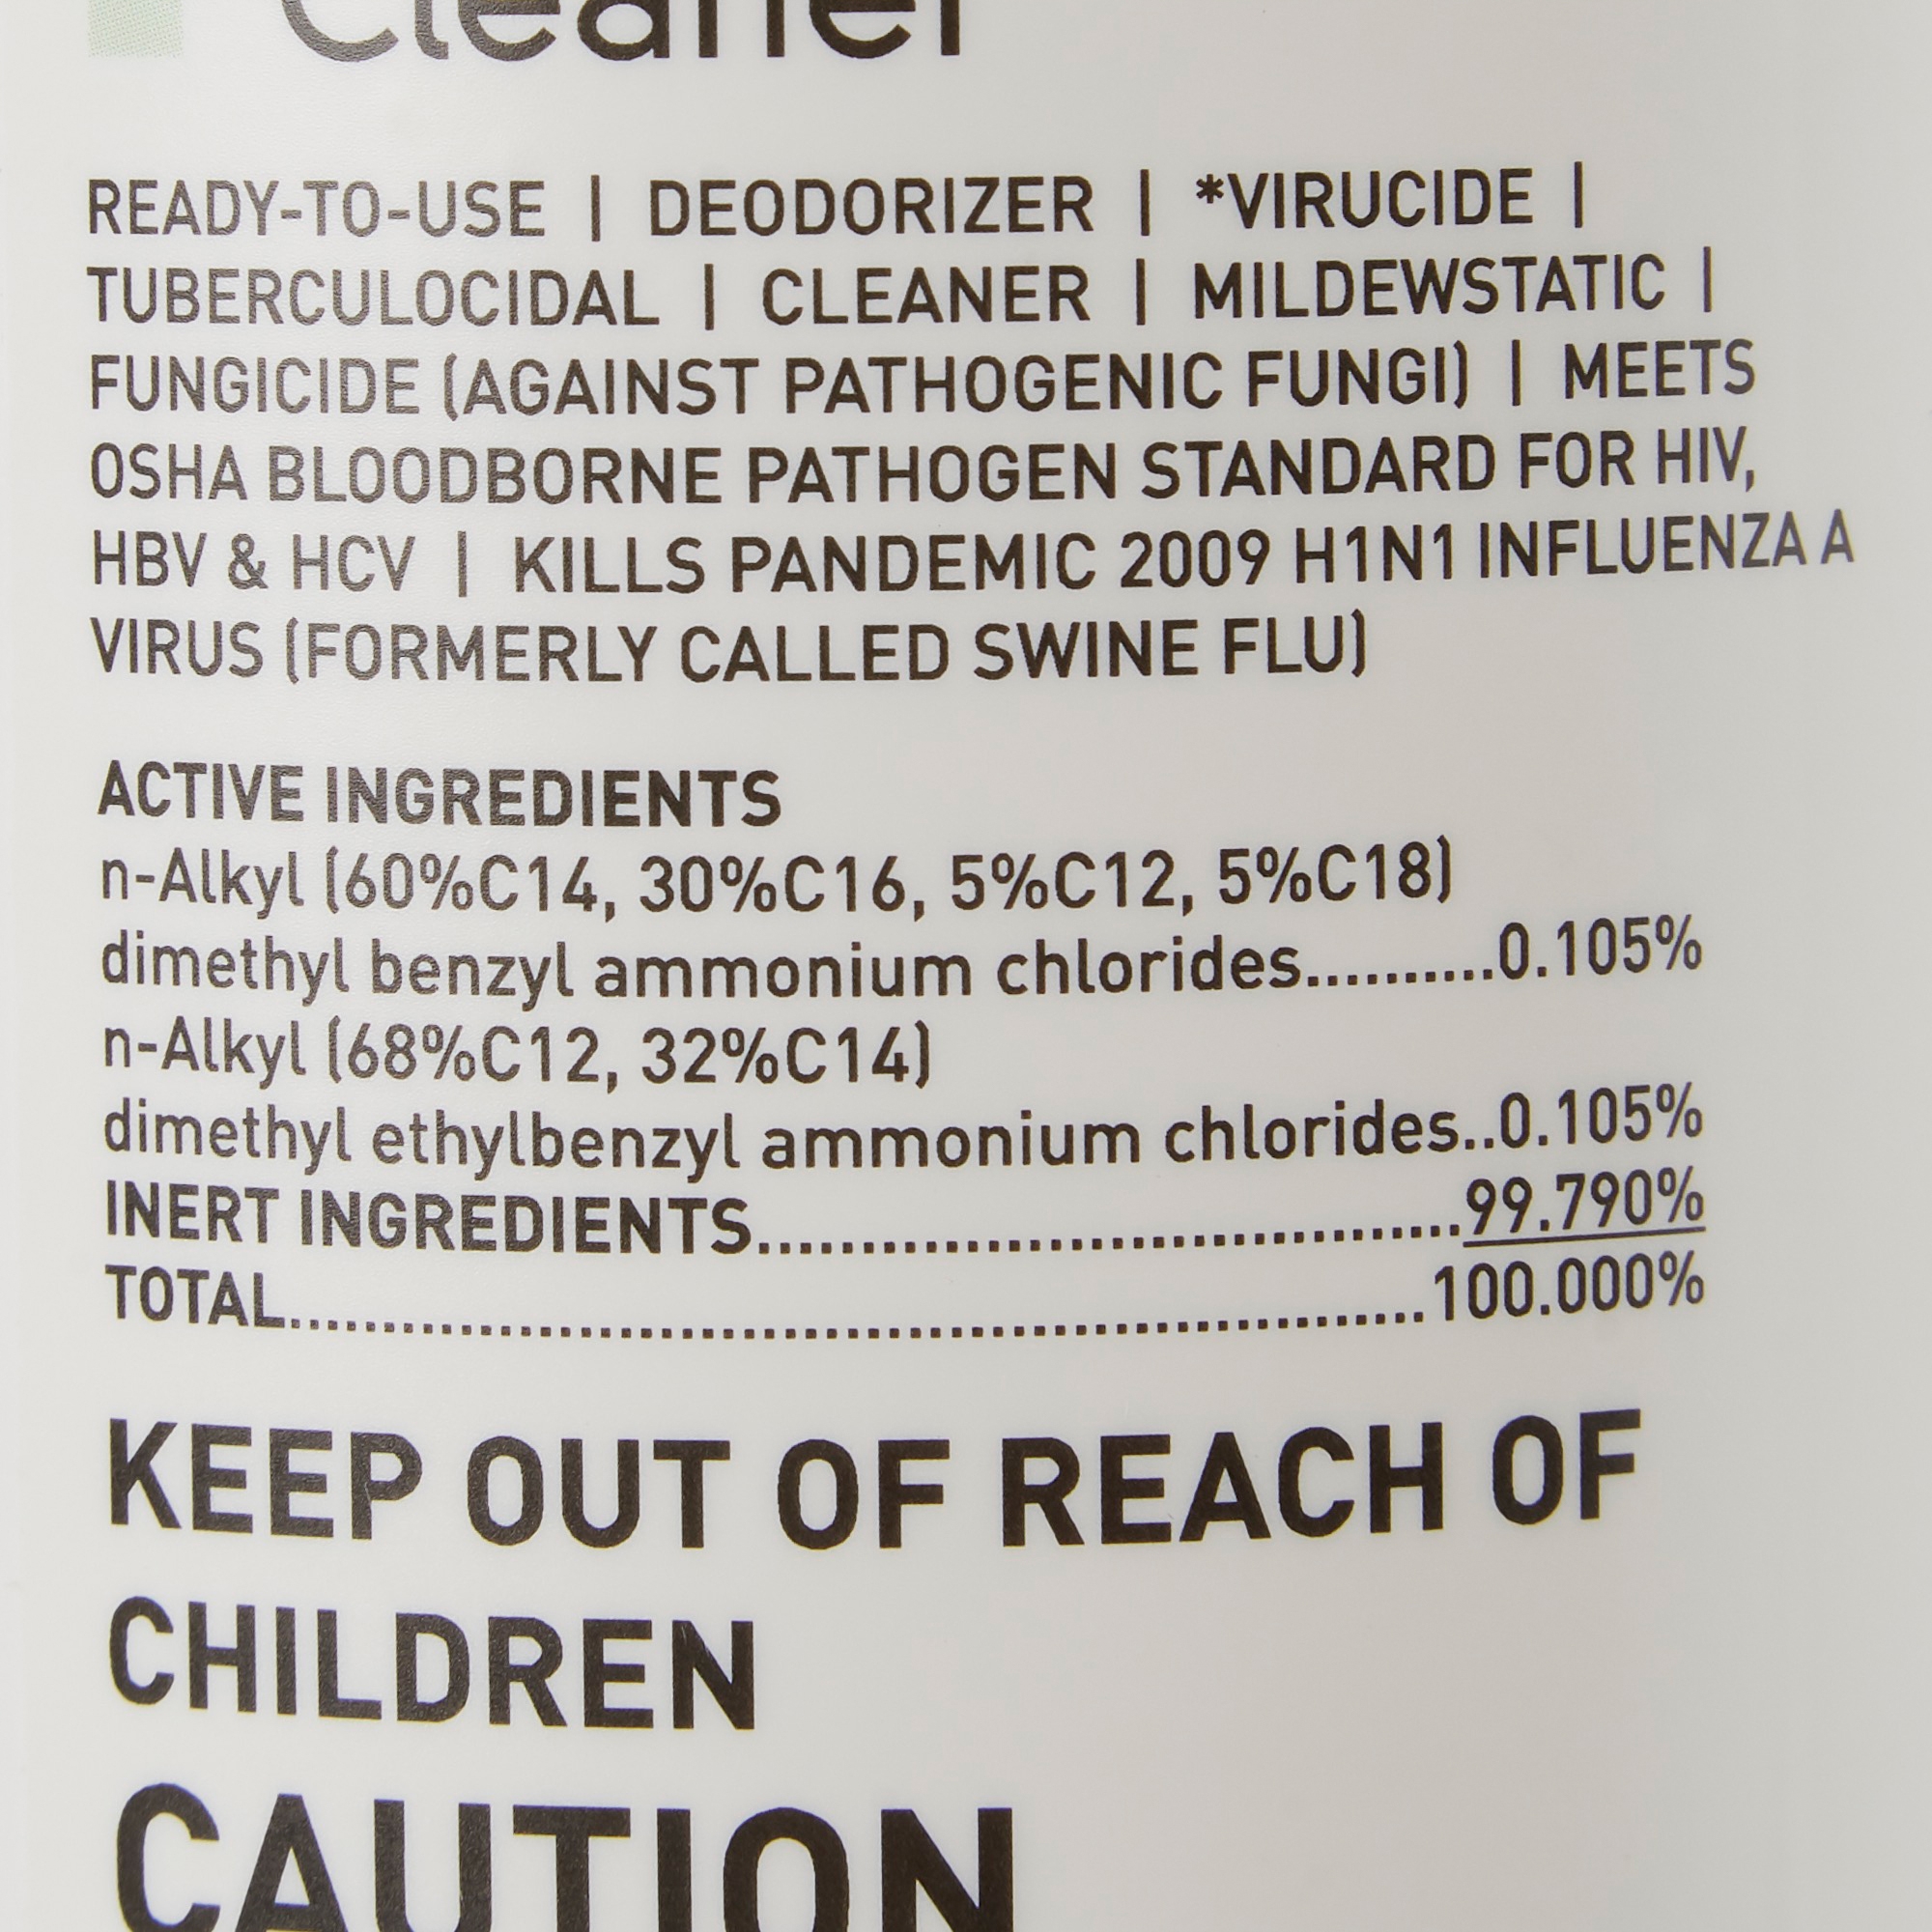 Cleaner
READY-TO-USE | DEODORIZER | *VIRUCIDE |
TUBERCULOCIDAL | CLEANER | MILDEWSTATIC |
FUNGICIDE (AGAINST PATHOGENIC FUNGI) | MEETS
OSHA BLOODBORNE PATHOGEN STANDARD FOR HIV,
HBV & HCV | KILLS PANDEMIC 2009 H1N1 INFLUENZA A
VIRUS (FORMERLY CALLED SWINE FLU)
ACTIVE INGREDIENTS
n-Alkyl (60%C14, 30%C16, 5%C12, 5%C18)
dimethyl benzyl ammonium chlorides..........0.105%
n-Alkyl (68%C12, 32%C14)
dimethyl ethylbenzyl ammonium chlorides..0.105%
INERT INGREDIENTS....................................99.790%
TOTAL...........................................................100.000%
KEEP OUT OF REACH OF
CHILDREN
CAUTION